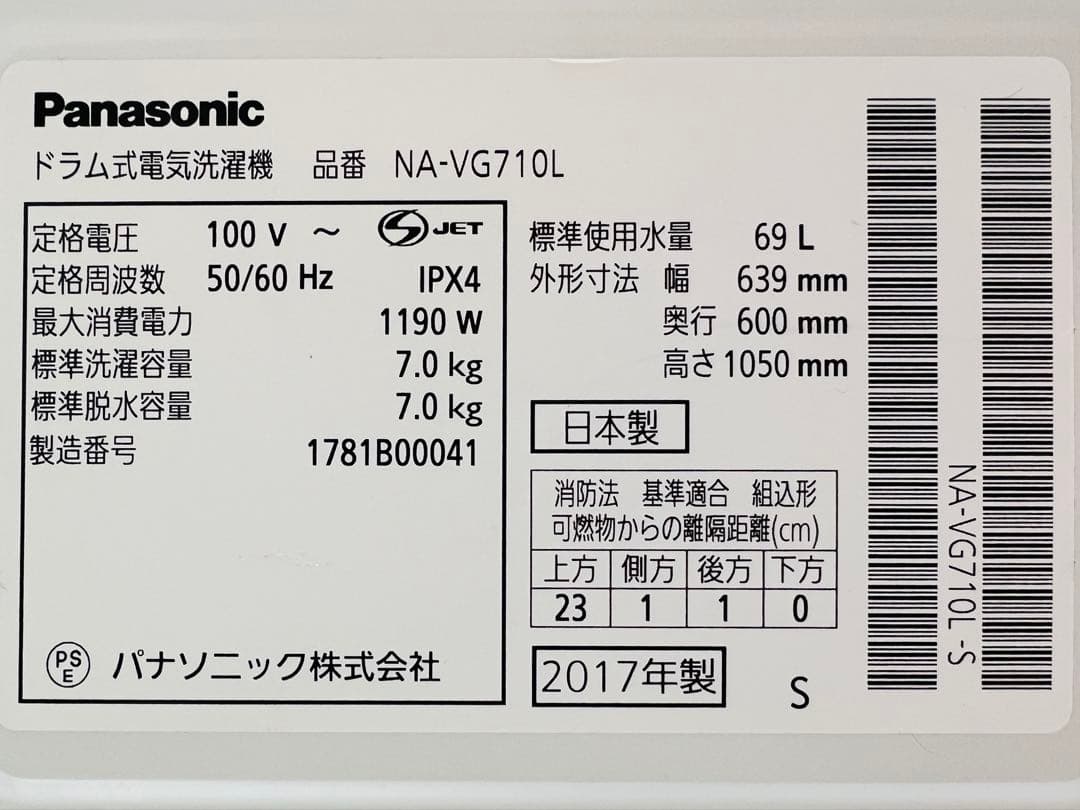 Panasonic
ドラム式電気洗濯機 品番 NA-VG710L
定格電圧 100 V ～ S JET
定格周波数 50/60 Hz IPX4
最大消費電力 1190 W
標準洗濯容量 7.0 kg
標準脱水容量 7.0 kg
製造番号 1781B00041
PS E パナソニック株式会社
標準使用水量 69 L
外形寸法 幅 639 mm
奥行 600 mm
高さ 1050 mm
日本製
消防法 基準適合 組込形
可燃物からの離隔距離(cm)
上方 側方 後方 下方
23 1 1 0
2017年製 S
NA-VG710L -S